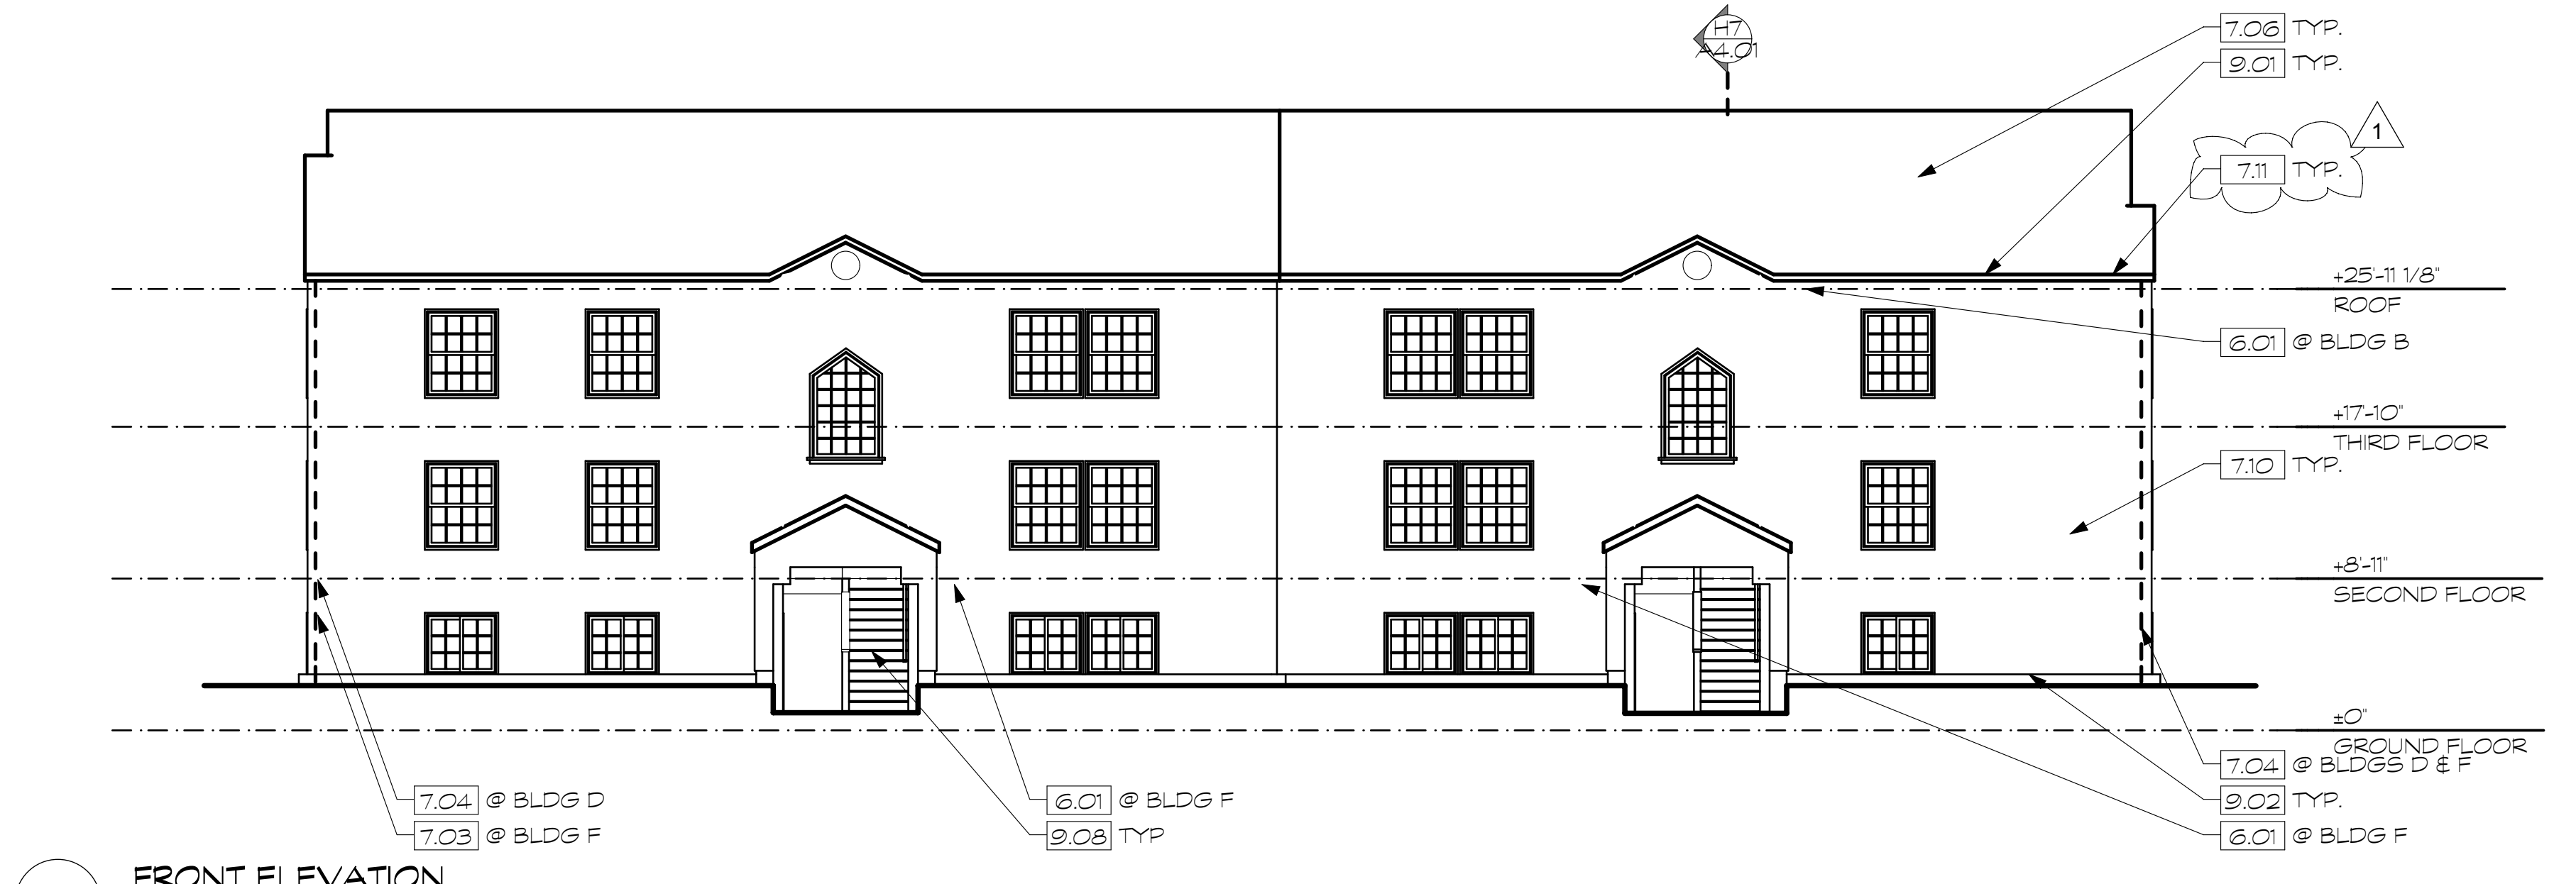 H7
A4.01
7.06 TYP.
9.01 TYP.
1
7.11 TYP.
+25'-11 1/8"
ROOF
6.01 @ BLDG B
+17'-10"
THIRD FLOOR
7.10 TYP.
+8'-11"
SECOND FLOOR
±0"
GROUND FLOOR
7.04 @ BLDGS D & F
9.02 TYP.
6.01 @ BLDG F
7.04 @ BLDG D
7.03 @ BLDG F
6.01 @ BLDG F
9.08 TYP
FRONT ELEVATION